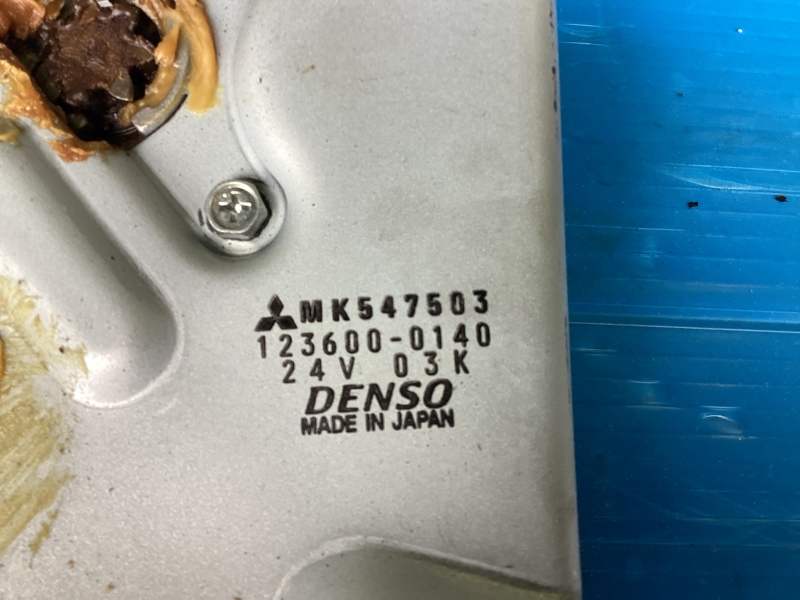 MK547503
123600-0140
24V 03K
DENSO
MADE IN JAPAN